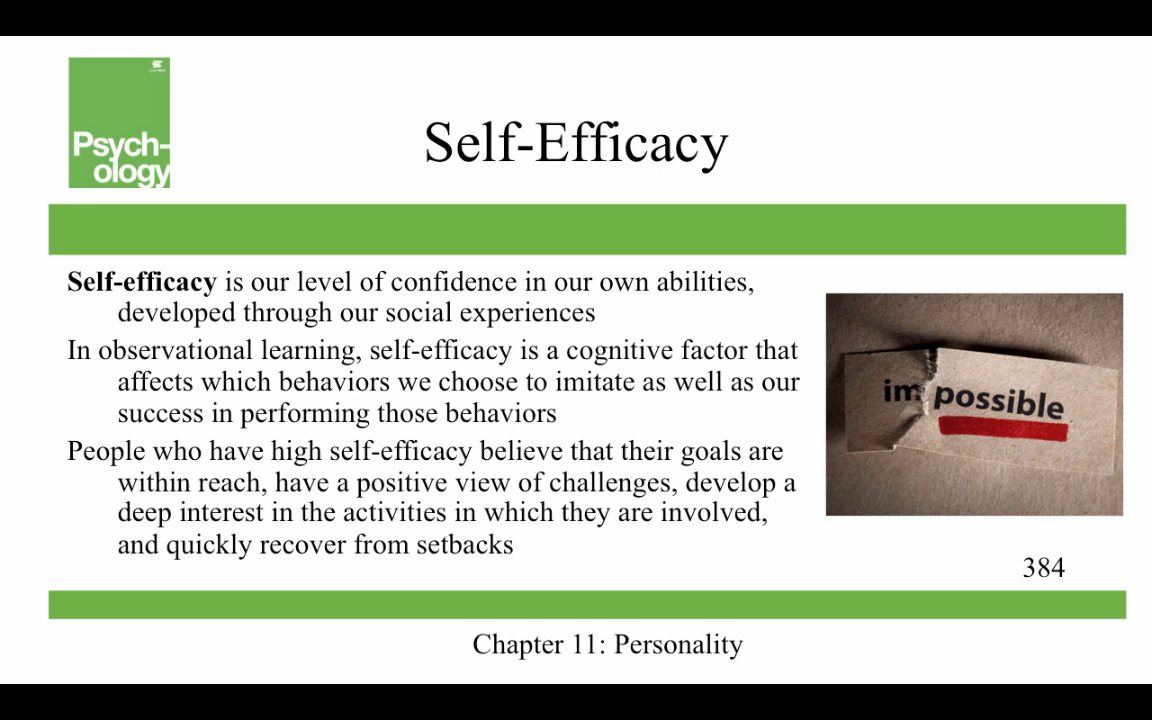 Psych-
ology
Self-Efficacy
Self-efficacy is our level of confidence in our own abilities,
developed through our social experiences
In observational learning, self-efficacy is a cognitive factor that
affects which behaviors we choose to imitate as well as our
success in performing those behaviors
People who have high self-efficacy believe that their goals are
within reach, have a positive view of challenges, develop a
deep interest in the activities in which they are involved,
and quickly recover from setbacks
im possible
384
Chapter 11: Personality